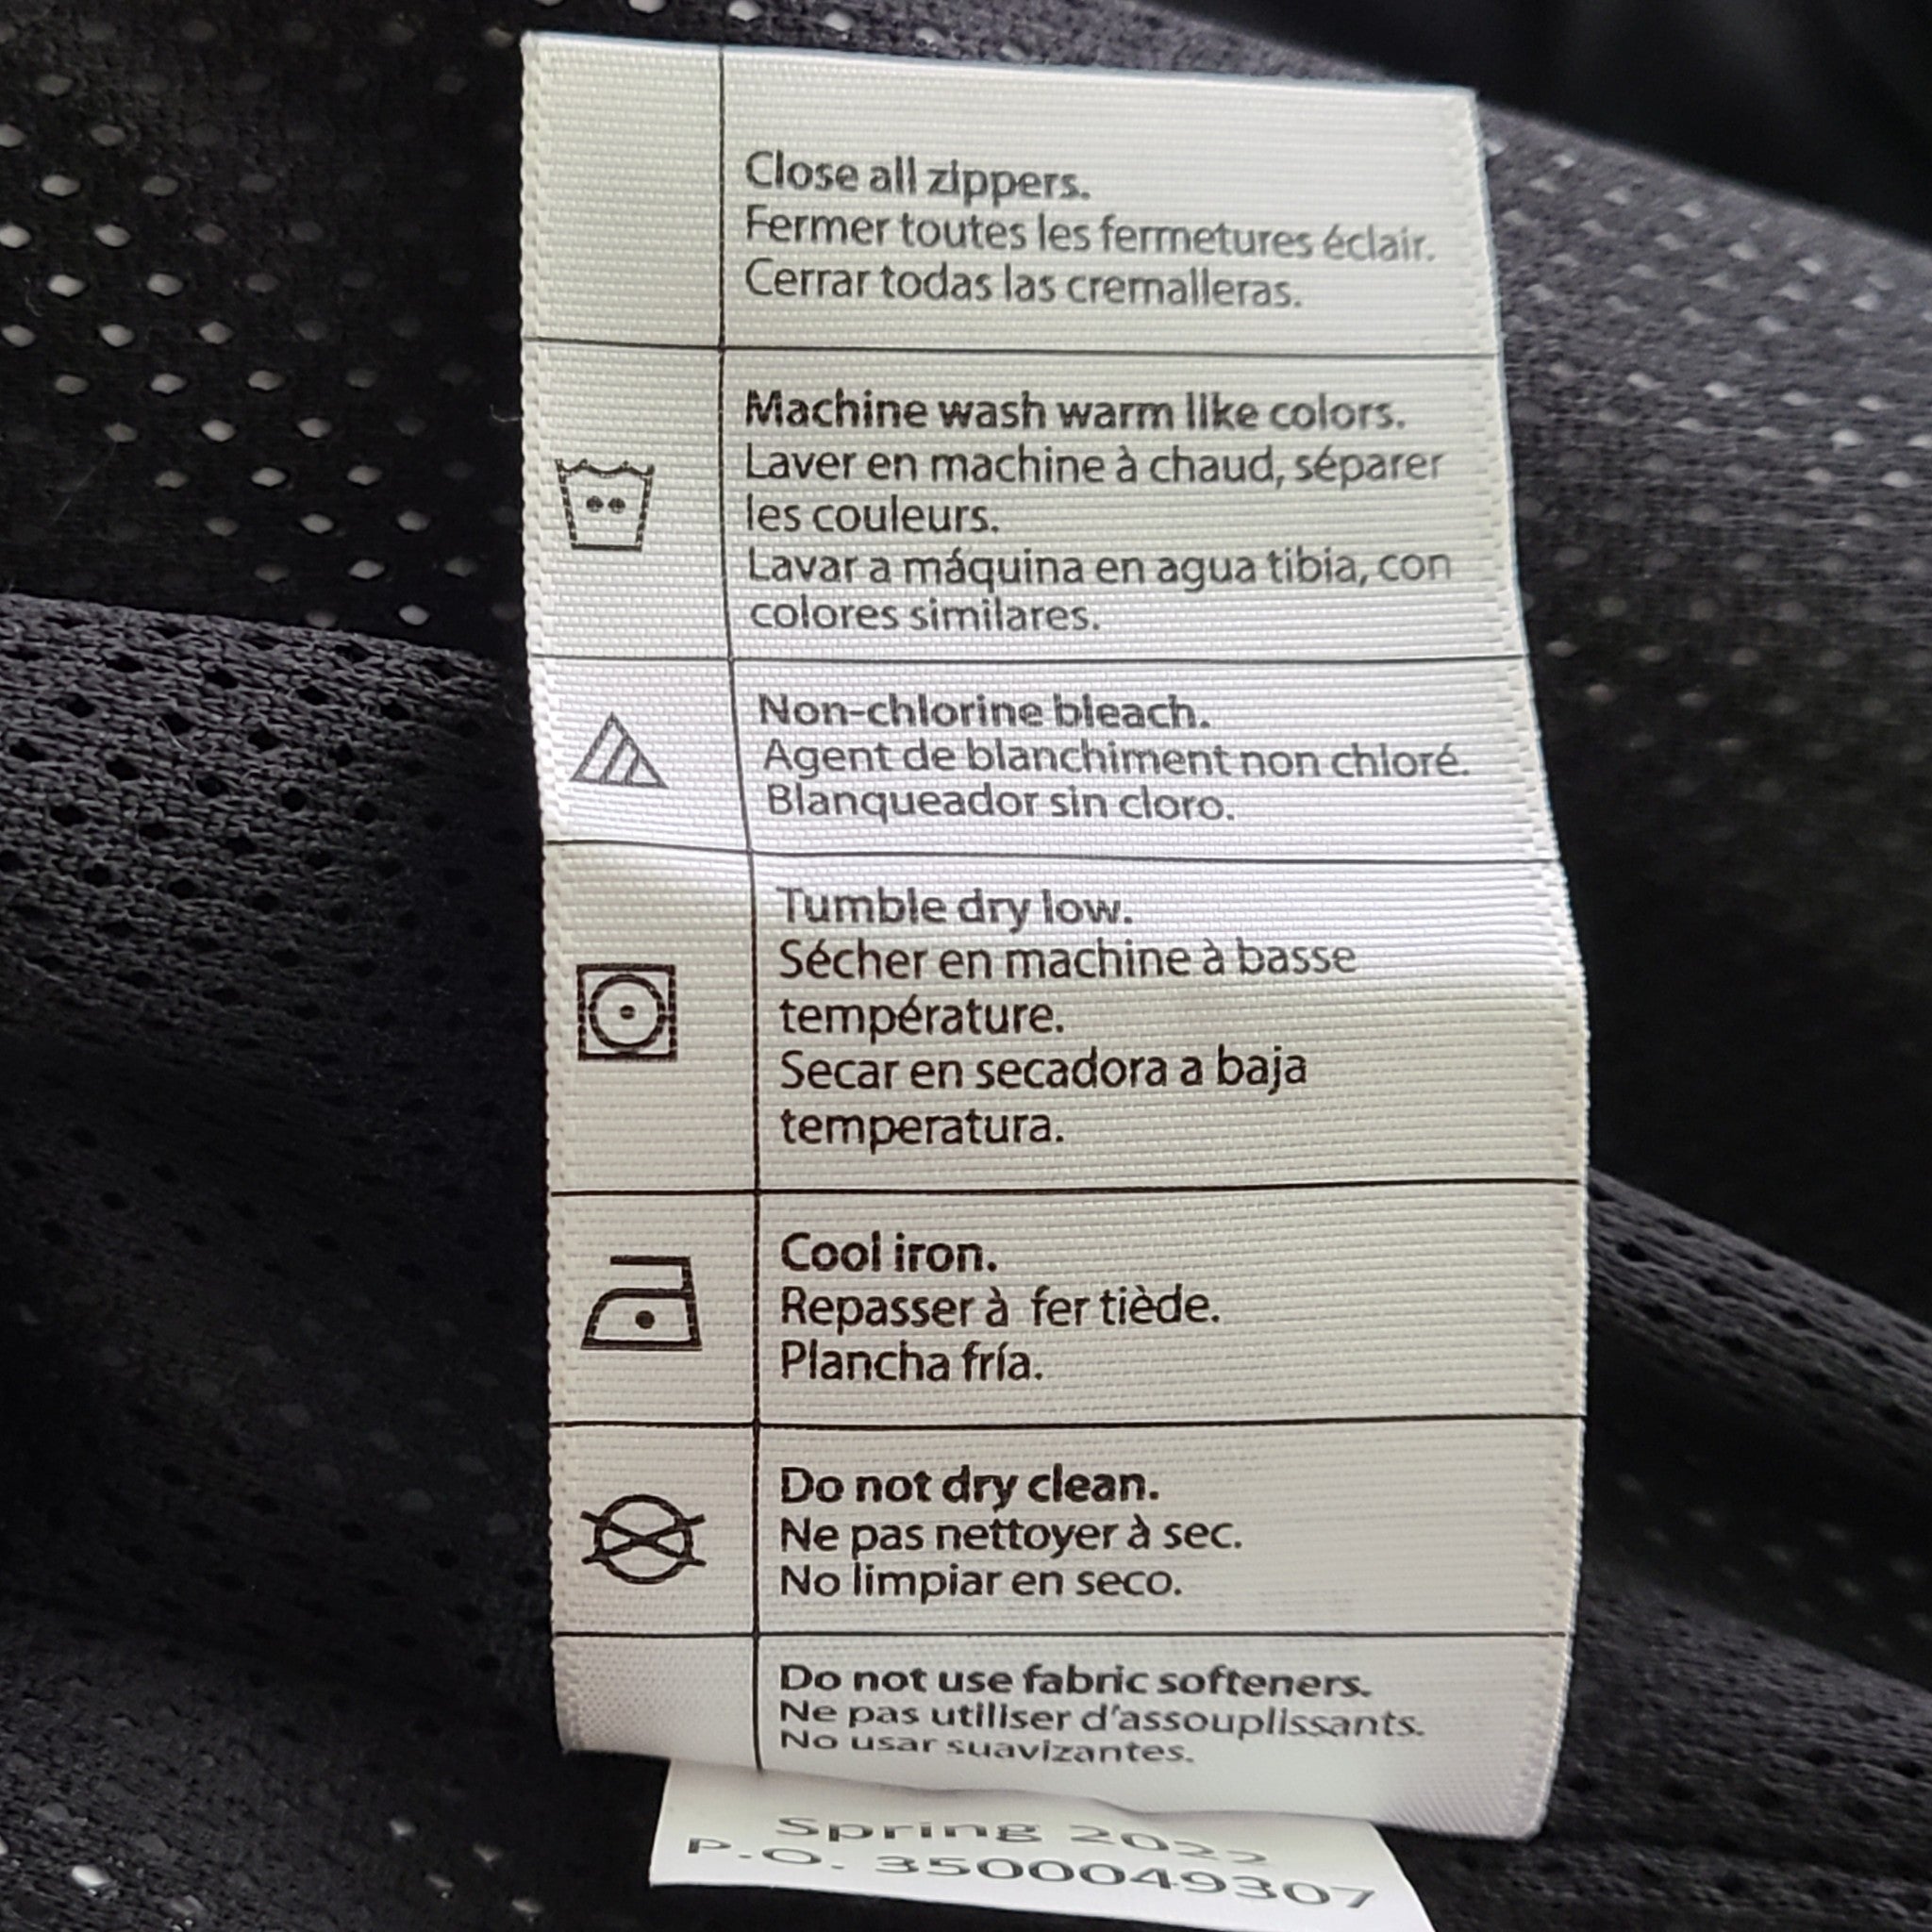 Close all zippers.
Fermer toutes les fermetures éclair.
Cerrar todas las cremalleras.
Machine wash warm like colors.
Laver en machine à chaud, séparer
les couleurs.
Lavar a máquina en agua tibia, con
colores similares.
Non-chlorine bleach.
Agent de blanchiment non chloré.
Blanqueador sin cloro.
Tumble dry low.
Sécher en machine à basse
température.
Secar en secadora a baja
temperatura.
Cool iron.
Repasser à fer tiède.
Plancha fría.
Do not dry clean.
Ne pas nettoyer à sec.
No limpiar en seco.
Do not use fabric softeners.
Ne pas utiliser d'assouplissants.
No usar suavizantes.
Spring 2022
P.O. 3500049307